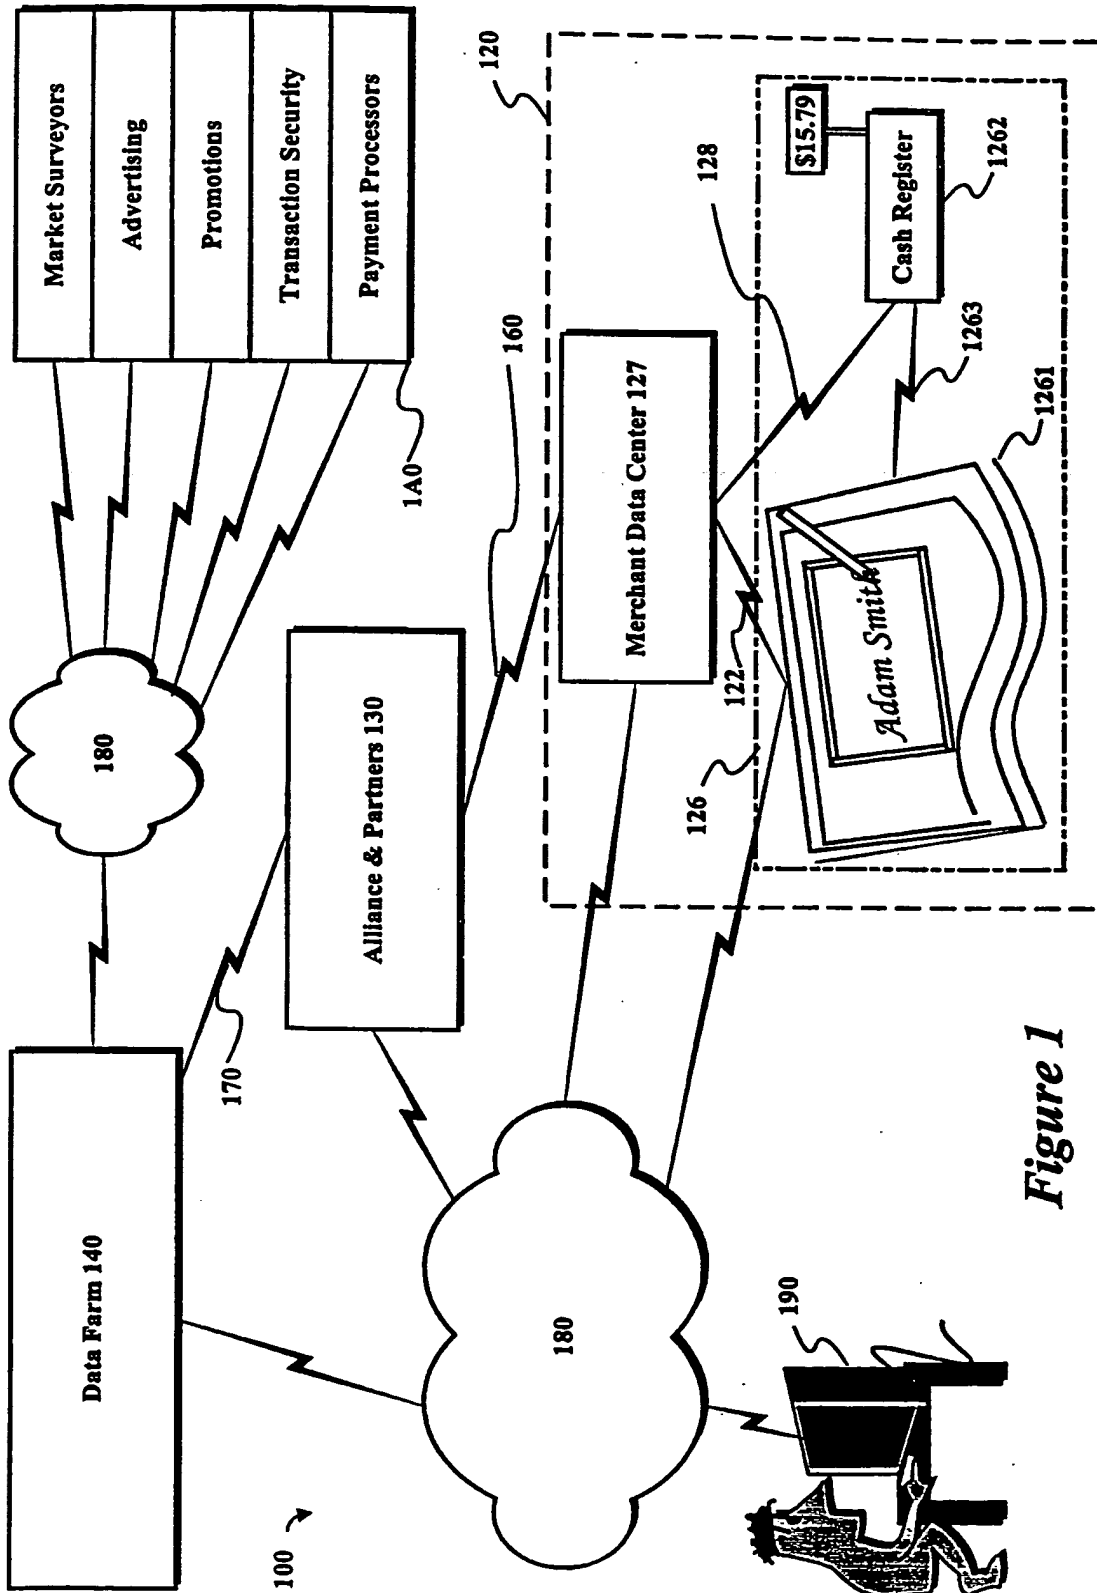 Data Farm 140
180
Market Surveyors
Advertising
Promotions
Transaction Security
Payment Processors
1A0
170
Alliance & Partners 130
160
120
100
180
Merchant Data Center 127
128
122
126
$15.79
Cash Register
1262
1263
1261
Adam Smith
190
Figure 1